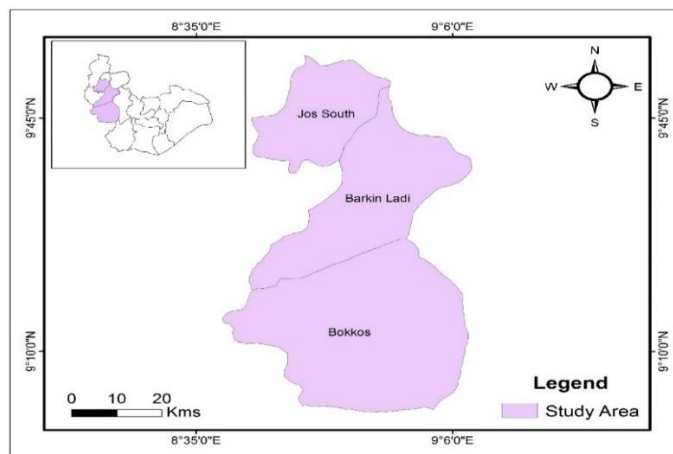 8°35'0"E 9°6'0"E
N
W E
S
9°45'0"N 9°45'0"N
Jos South
Barkin Ladi
Bokkos
9°10'0"N 9°10'0"N
Legend
Study Area
0 10 20
Kms
8°35'0"E 9°6'0"E